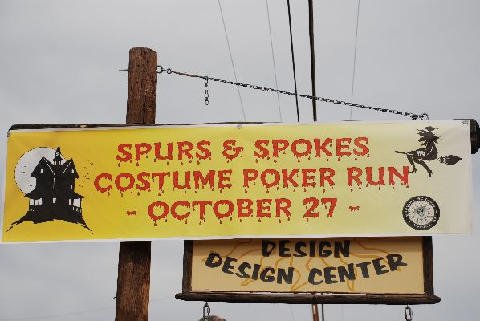 SPURS & SPOKES
COSTUME POKER RUN
- OCTOBER 27 -
DESIGN
DESIGN CENTER